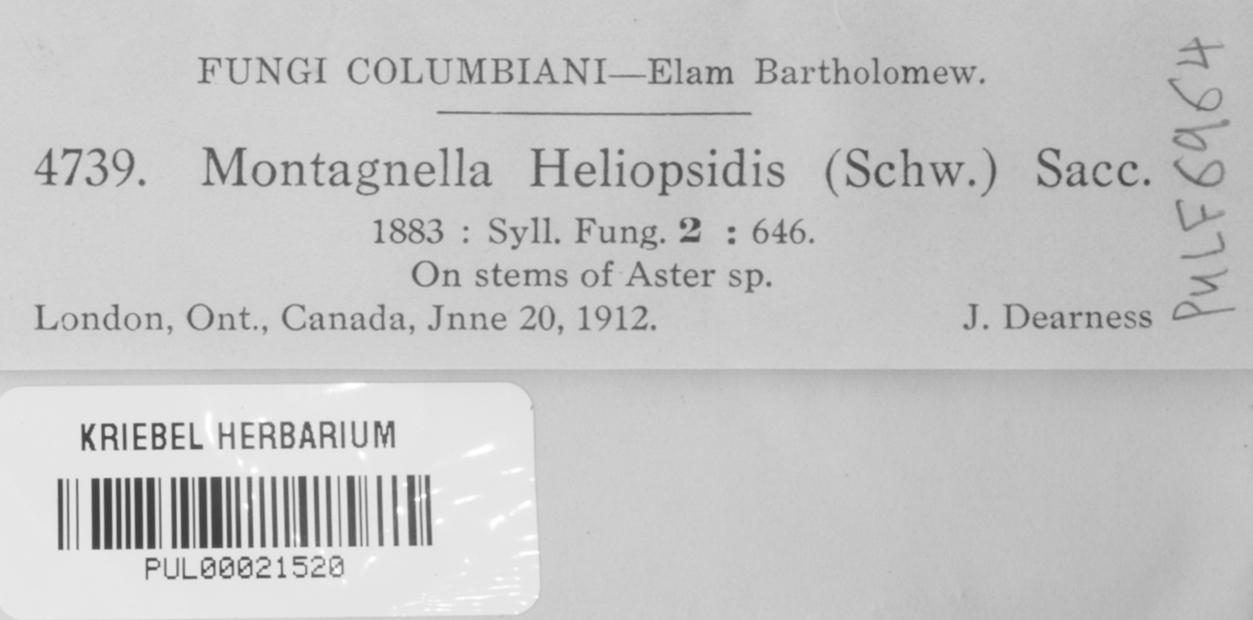 FUNGI COLUMBIANI—Elam Bartholomew.
4739. Montagnella Heliopsidis (Schw.) Sacc.
1883 : Syll. Fung. 2 : 646.
On stems of Aster sp.
London, Ont., Canada, Jnne 20, 1912. J. Dearness
PULF6964
KRIEBEL HERBARIUM
PUL00021520